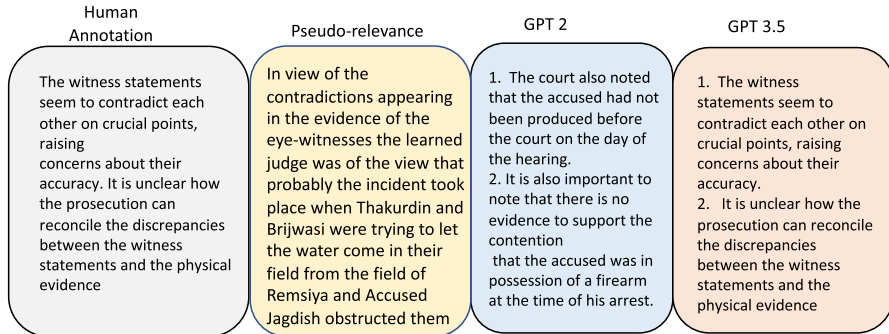 Human
Annotation
The witness statements
seem to contradict each
other on crucial points,
raising
concerns about their
accuracy. It is unclear how
the prosecution can
reconcile the discrepancies
between the witness
statements and the physical
evidence
Pseudo-relevance
In view of the
contradictions appearing
in the evidence of the
eye-witnesses the learned
judge was of the view that
probably the incident took
place when Thakurdin and
Brijwasi were trying to let
the water come in their
field from the field of
Remsiya and Accused
Jagdish obstructed them
GPT 2
1. The court also noted
that the accused had not
been produced before
the court on the day of
the hearing.
2. It is also important to
note that there is no
evidence to support the
contention
that the accused was in
possession of a firearm
at the time of his arrest.
GPT 3.5
1. The witness
statements seem to
contradict each other on
crucial points, raising
concerns about their
accuracy.
2. It is unclear how the
prosecution can reconcile
the discrepancies
between the witness
statements and the
physical evidence